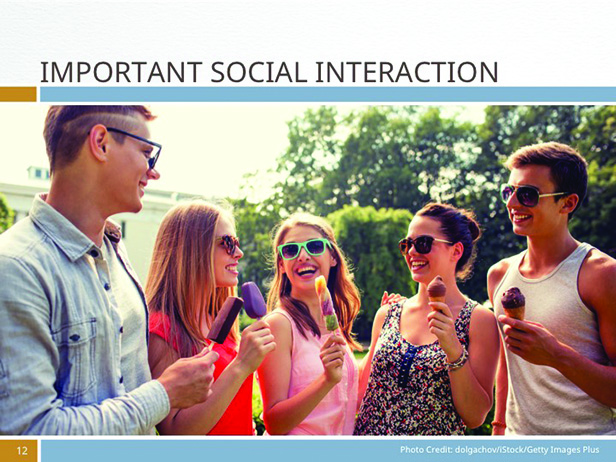 IMPORTANT SOCIAL INTERACTION
12
Photo Credit: dolgachov/iStock/Getty Images Plus